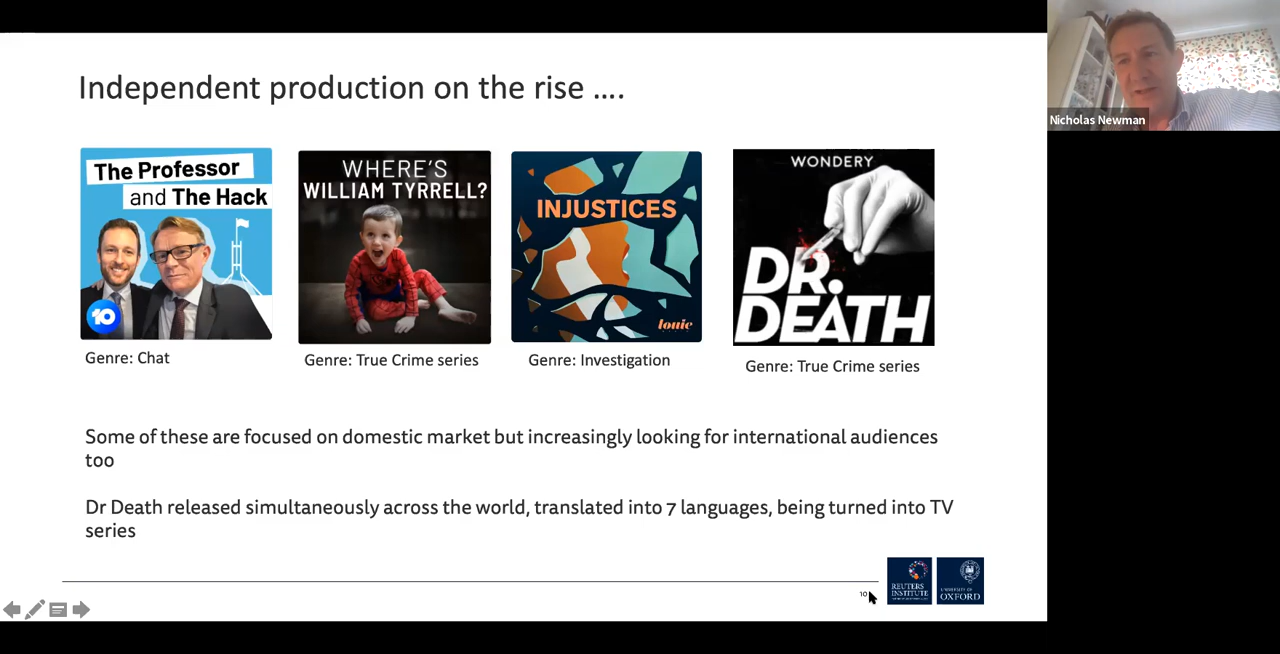 Independent production on the rise ....
Nicholas Newman
The Professor
and The Hack
10
WHERE'S
WILLIAM TYRRELL?
INJUSTICES
louie
WONDERY
DR.
DEATH
Genre: Chat
Genre: True Crime series
Genre: Investigation
Genre: True Crime series
Some of these are focused on domestic market but increasingly looking for international audiences
too
Dr Death released simultaneously across the world, translated into 7 languages, being turned into TV
series
10
REUTERS
INSTITUTE
UNIVERSITY OF
OXFORD